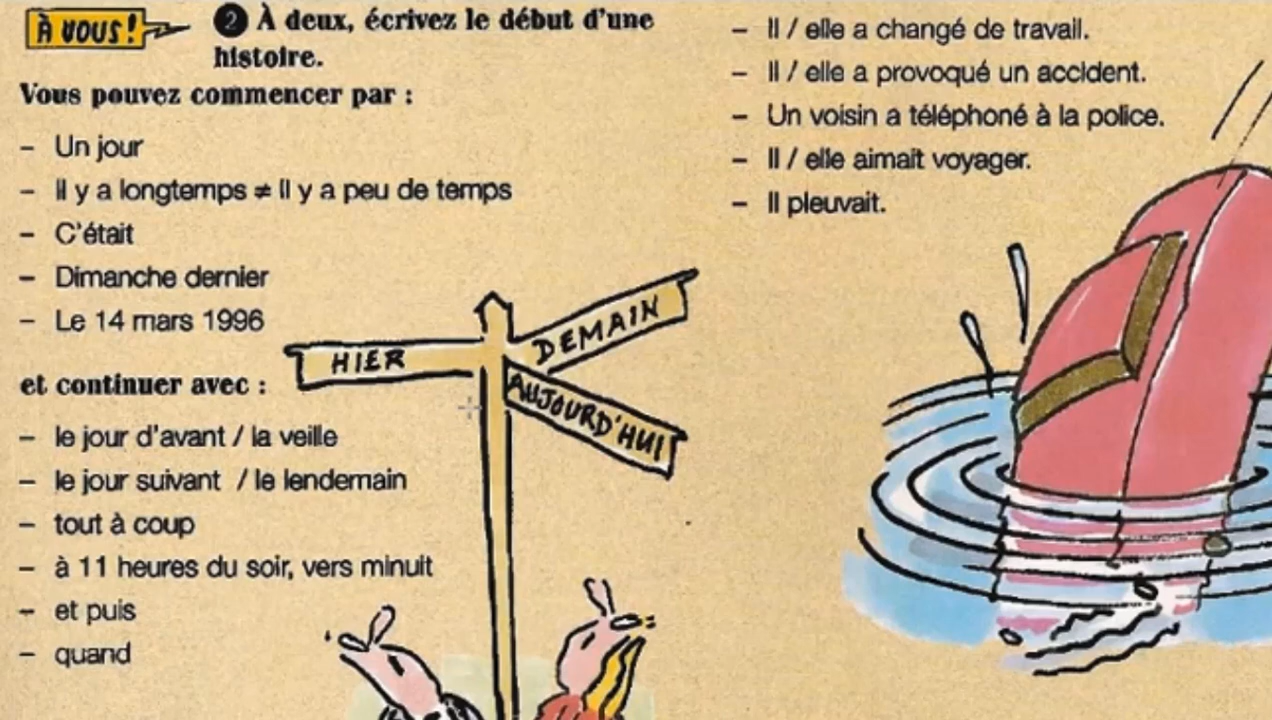 À VOUS!
❷ À deux, écrivez le début d'une
histoire.
Vous pouvez commencer par :
– Un jour
– Il y a longtemps ≠ Il y a peu de temps
– C'était
– Dimanche dernier
– Le 14 mars 1996
et continuer avec :
– le jour d'avant / la veille
– le jour suivant / le lendemain
– tout à coup
– à 11 heures du soir, vers minuit
– et puis
– quand
HIER
DEMAIN
AUJOURD'HUI
– Il / elle a changé de travail.
– Il / elle a provoqué un accident.
– Un voisin a téléphoné à la police.
– Il / elle aimait voyager.
– Il pleuvait.